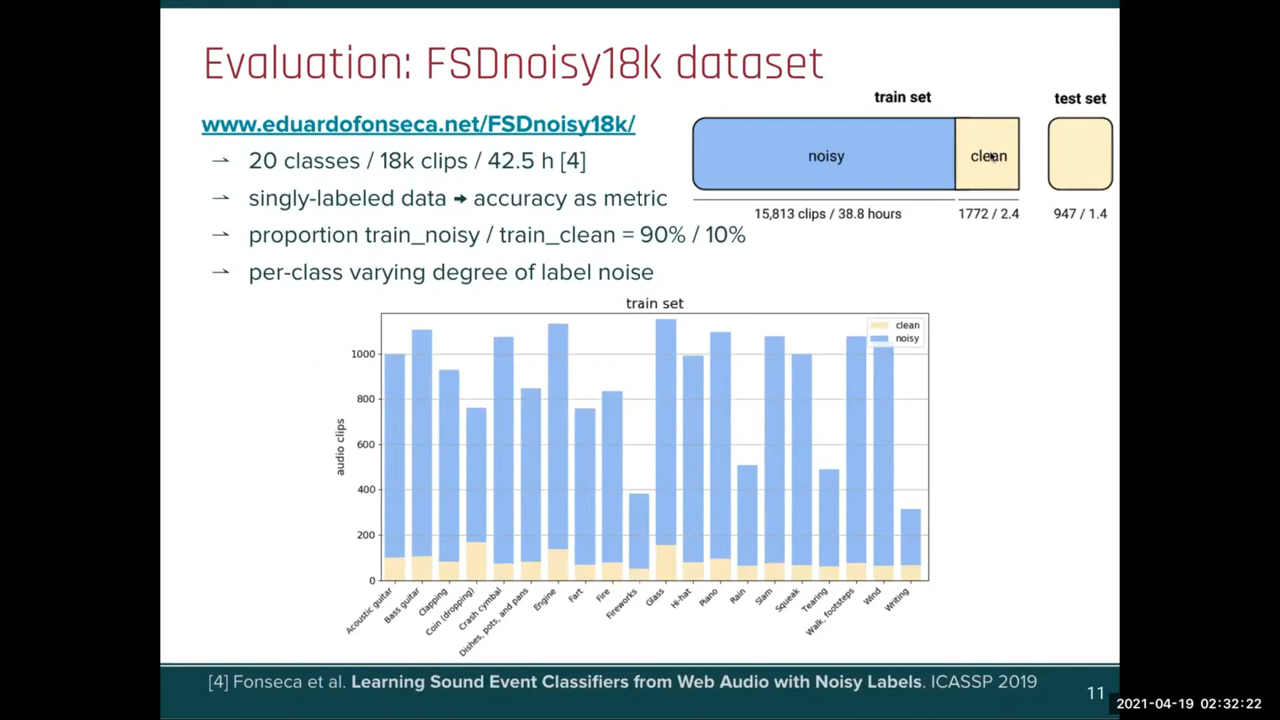 Evaluation: FSDnoisy18k dataset
www.eduardofonseca.net/FSDnoisy18k/
→ 20 classes / 18k clips / 42.5 h [4]
→ singly-labeled data → accuracy as metric
→ proportion train_noisy / train_clean = 90% / 10%
→ per-class varying degree of label noise
train set
test set
noisy
clean
15,813 clips / 38.8 hours
1772 / 2.4
947 / 1.4
train set
clean
noisy
audio clips
1000
800
600
400
200
0
Acoustic guitar
Bass guitar
Clapping
Coin (dropping)
Crash cymbal
Dishes, pots, and pans
Engine
Fart
Fire
Fireworks
Glass
Hi-hat
Piano
Rain
Slam
Squeak
Tearing
Walk, footsteps
Wind
Writing
[4] Fonseca et al. Learning Sound Event Classifiers from Web Audio with Noisy Labels. ICASSP 2019
11
2021-04-19 02:32:22